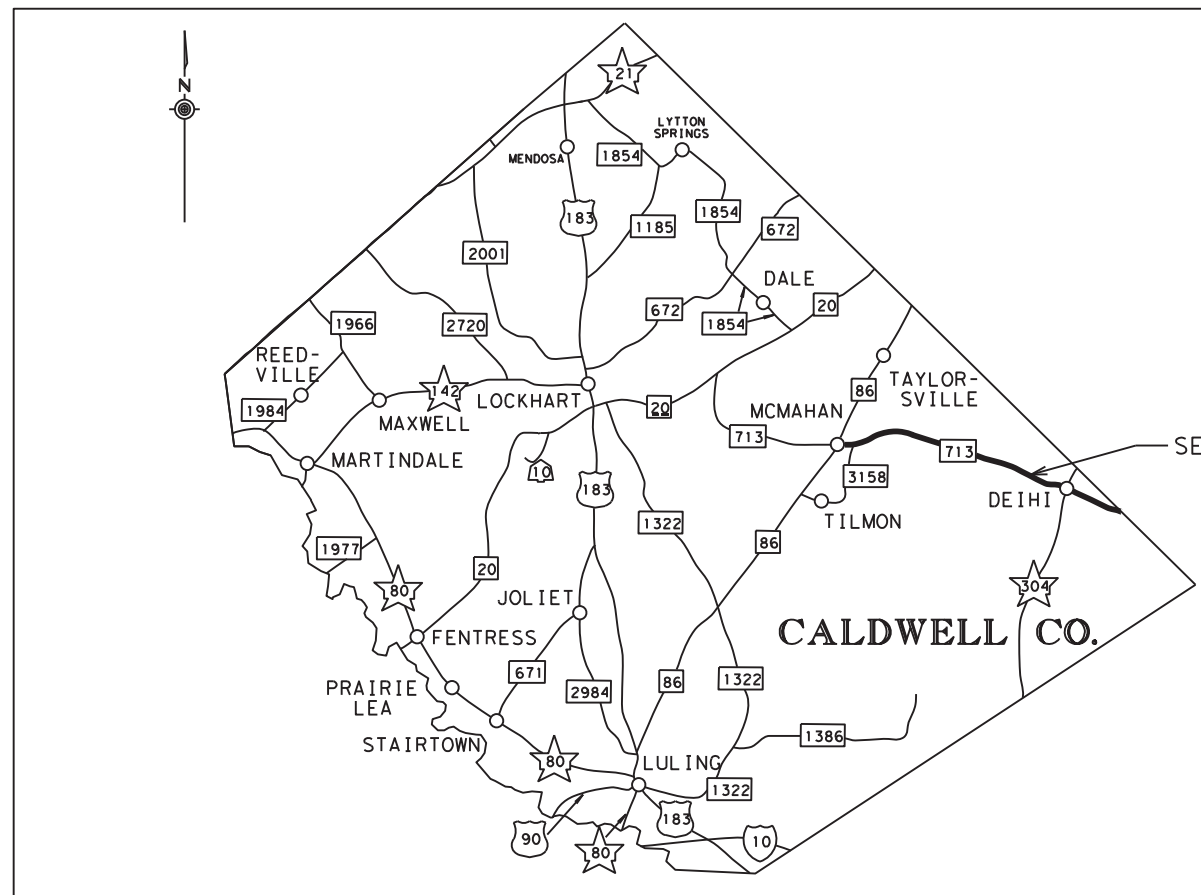 N
21
LYTTON
SPRINGS
MENDOSA
1854
183
1185
1854
672
2001
DALE
20
672
1854
1966
2720
REED-
VILLE
142
LOCKHART
86
TAYLOR-
SVILLE
1984
MAXWELL
20
MCMAHAN
713
713
SE
MARTINDALE
10
183
3158
DEIHI
TILMON
1322
1977
86
20
80
JOLIET
304
FENTRESS
CALDWELL CO.
671
86
1322
PRAIRIE
LEA
2984
STAIRTOWN
1386
80
LULING
1322
183
90
80
10